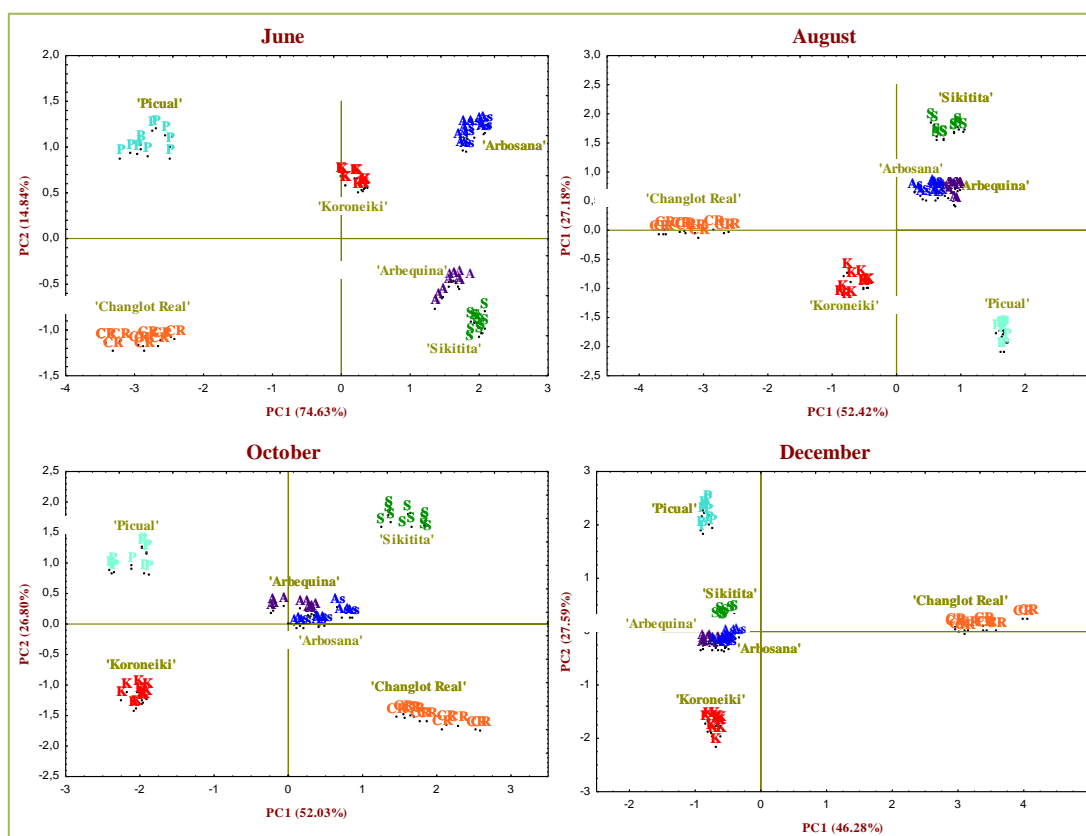 June
2,0
1,5
1,0
0,5
0,0
-0,5
-1,0
-1,5
PC2 (14.84%)
'Picual'
'Arbosana'
'Koroneiki'
'Arbequina'
'Changlot Real'
'Sikitita'
-4 -3 -2 -1 0 1 2 3
PC1 (74.63%)
August
3,0
2,5
2,0
1,5
1,0
0,0
-1,0
-1,5
-2,0
-2,5
PC1 (27.18%)
'Sikitita'
'Arbosana'
'Arbequina'
'Changlot Real'
'Koroneiki'
'Picual'
-4 -3 -2 -1 0 1 2
PC1 (52.42%)
October
2,5
2,0
1,5
1,0
0,5
0,0
-0,5
-1,0
-1,5
-2,0
-2,5
PC2 (26.80%)
'Picual'
'Sikitita'
'Arbequina'
'Arbosana'
'Koroneiki'
'Changlot Real'
-3 -2 -1 0 1 2 3
PC1 (52.03%)
December
3
2
1
0
-1
-2
-3
PC2 (27.59%)
'Picual'
'Sikitita'
'Changlot Real'
'Arbequina'
'Arbosana'
'Koroneiki'
-2 -1 0 1 2 3 4
PC1 (46.28%)